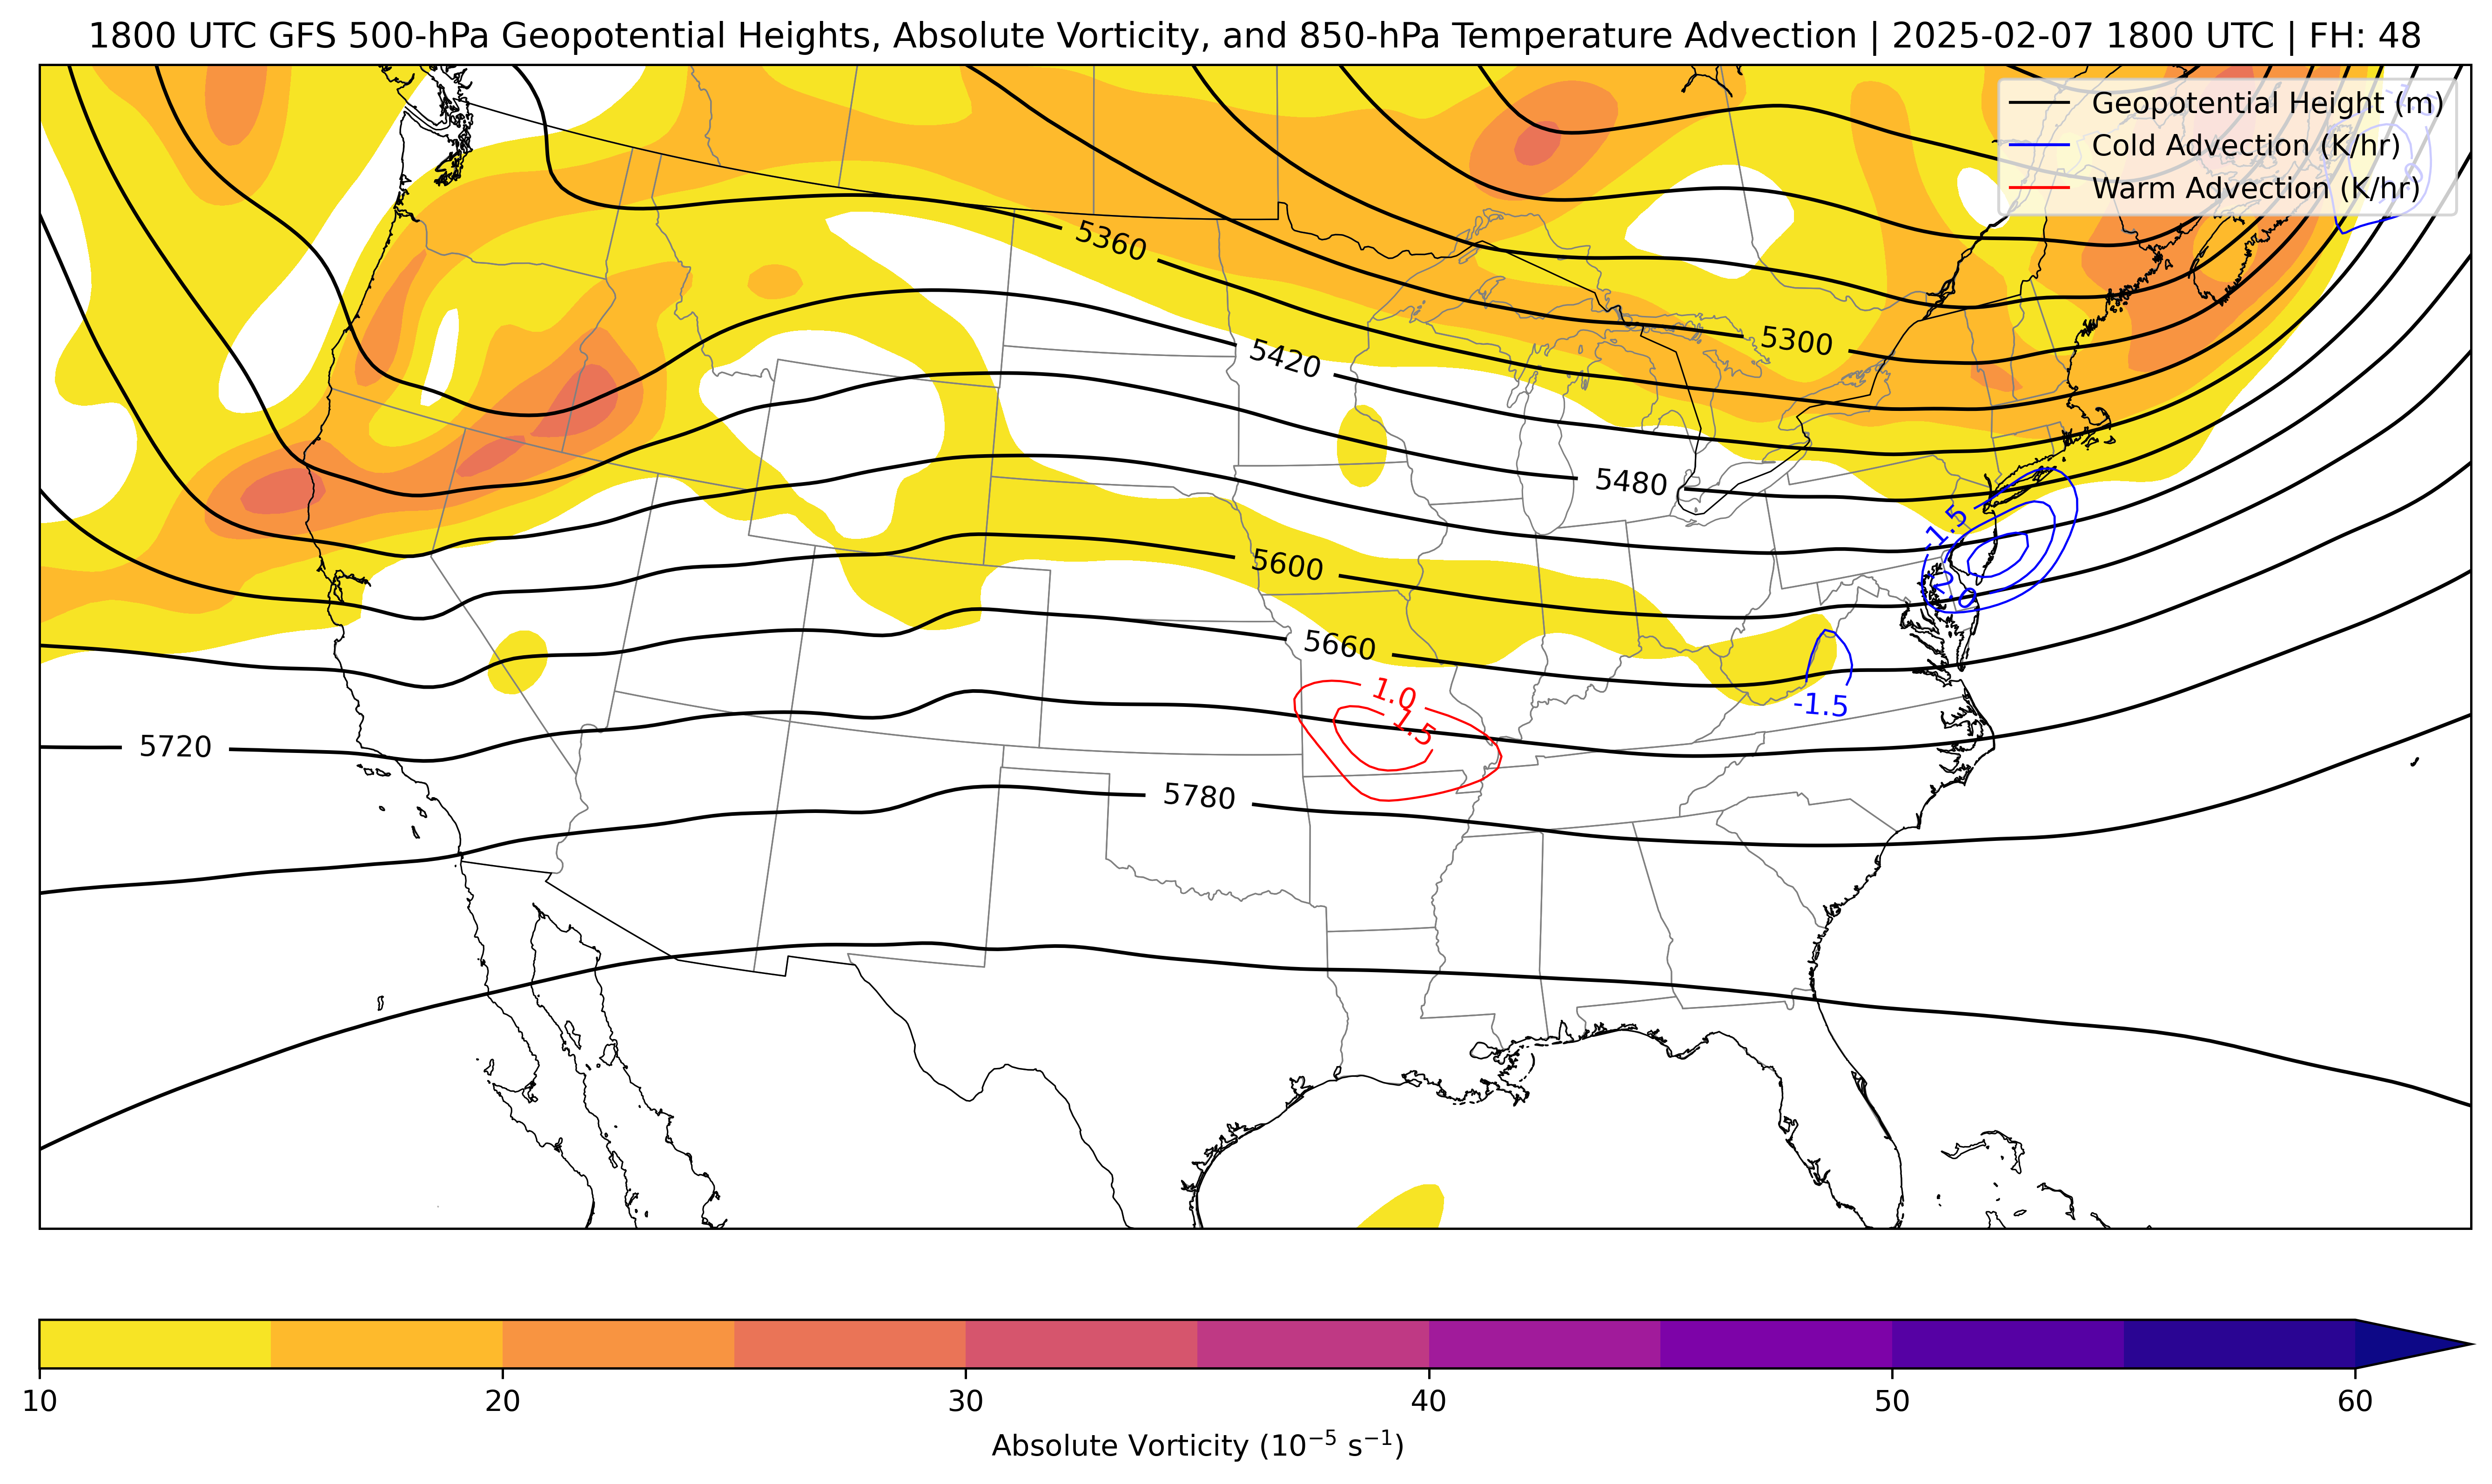 1800 UTC GFS 500-hPa Geopotential Heights, Absolute Vorticity, and 850-hPa Temperature Advection | 2025-02-07 1800 UTC | FH: 48
Geopotential Height (m)
Cold Advection (K/hr)
Warm Advection (K/hr)
5360
5300
5420
5480
-1.5
5600
5660
1.0
-1.5
1.5
5720
5780
10 20 30 40 50 60
Absolute Vorticity (10⁻⁵ s⁻¹)